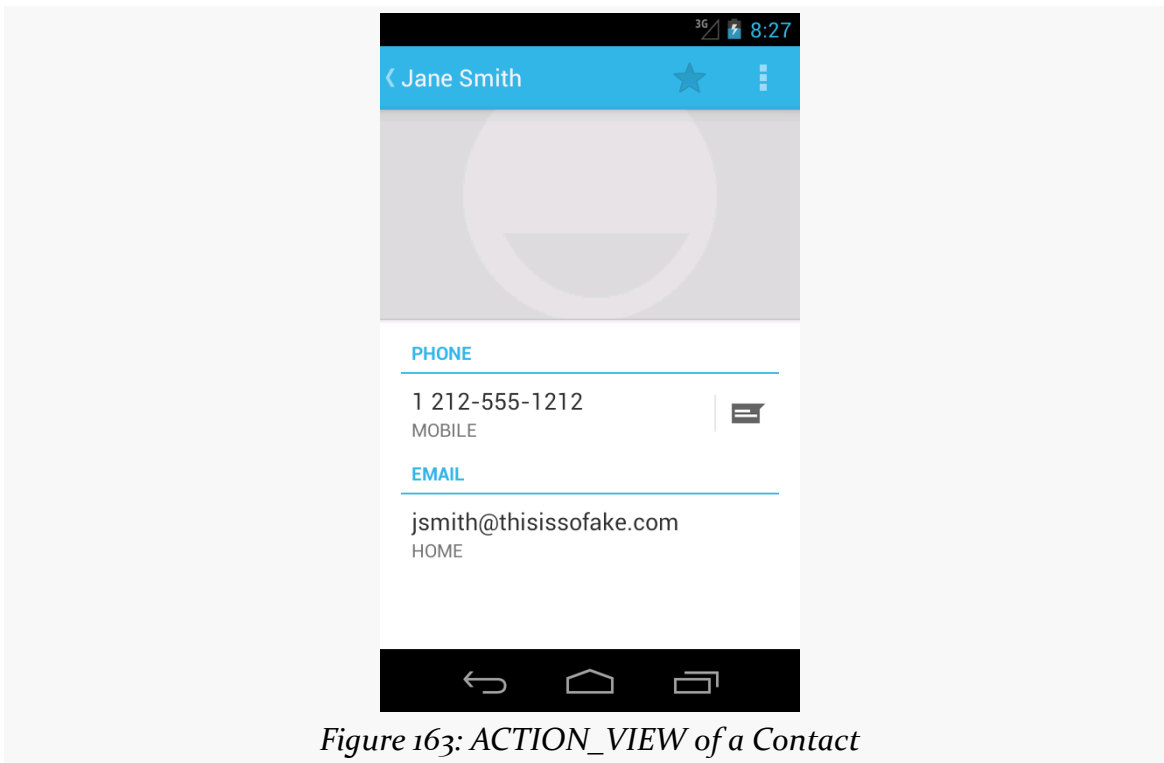 3G 8:27
Jane Smith
PHONE
1 212-555-1212
MOBILE
EMAIL
jsmith@thisissofake.com
HOME
Figure 163: ACTION_VIEW of a Contact